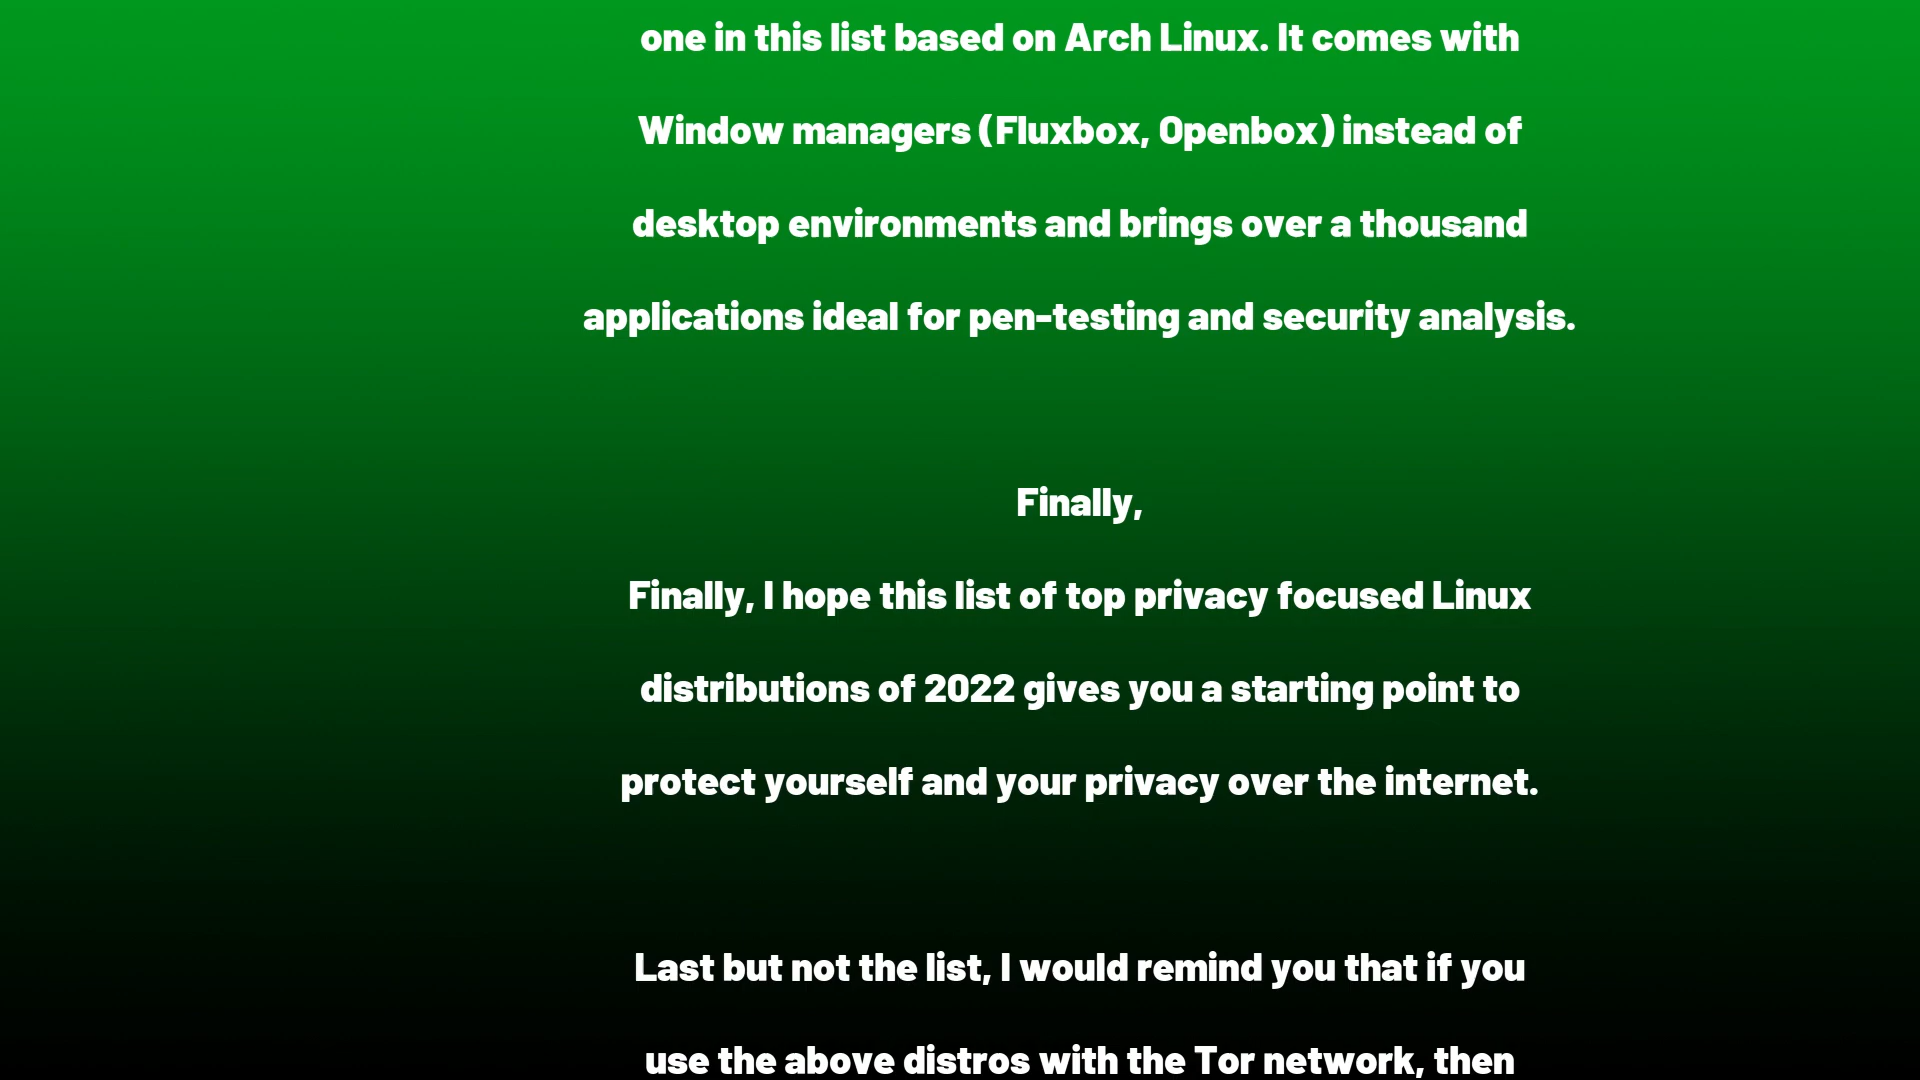 one in this list based on Arch Linux. It comes with
Window managers (Fluxbox, Openbox) instead of
desktop environments and brings over a thousand
applications ideal for pen-testing and security analysis.
Finally,
Finally, I hope this list of top privacy focused Linux
distributions of 2022 gives you a starting point to
protect yourself and your privacy over the internet.
Last but not the list, I would remind you that if you
use the above distros with the Tor network, then